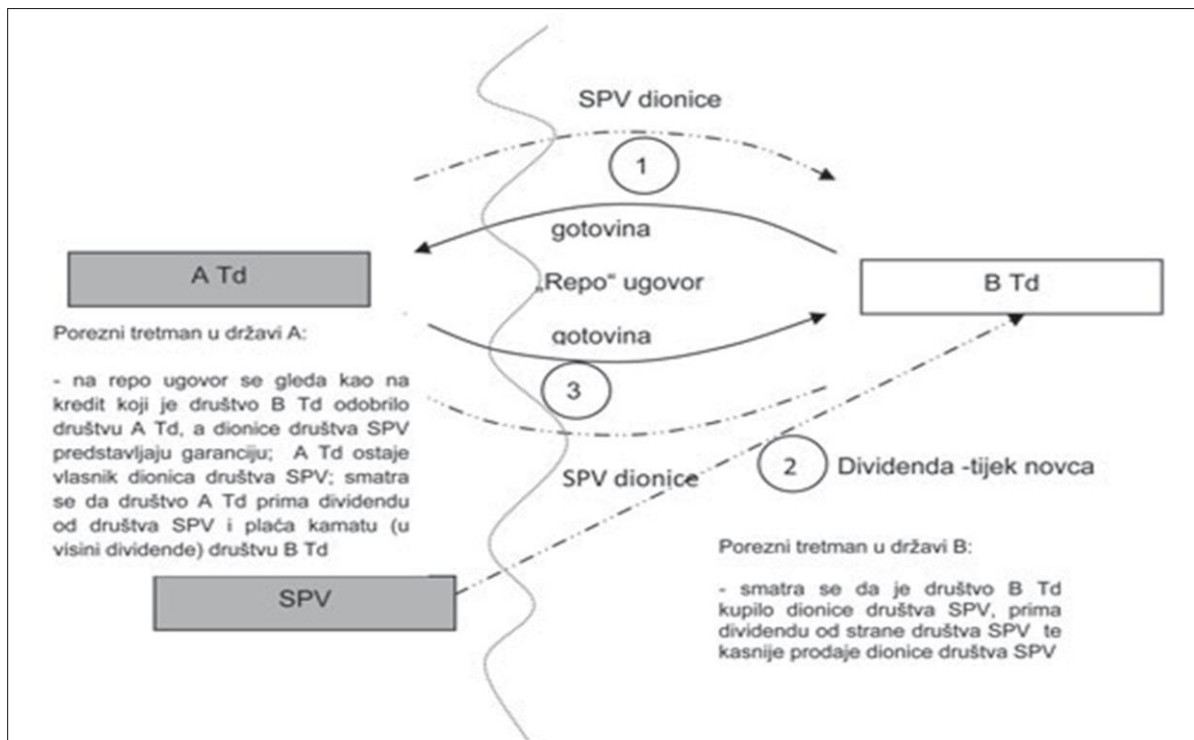 SPV dionice
1
gotovina
A Td
„Repo“ ugovor
B Td
Porezni tretman u državi A:
gotovina
- na repo ugovor se gleda kao na
kredit koji je društvo B Td odobrilo
društvu A Td, a dionice društva SPV
predstavljaju garanciju; A Td ostaje
vlasnik dionica društva SPV; smatra
se da društvo A Td prima dividendu
od društva SPV i plaća kamatu (u
visini dividende) društvu B Td
3
SPV dionice
2
Dividenda -tijek novca
SPV
Porezni tretman u državi B:
- smatra se da je društvo B Td
kupilo dionice društva SPV, prima
dividendu od strane društva SPV te
kasnije prodaje dionice društva SPV